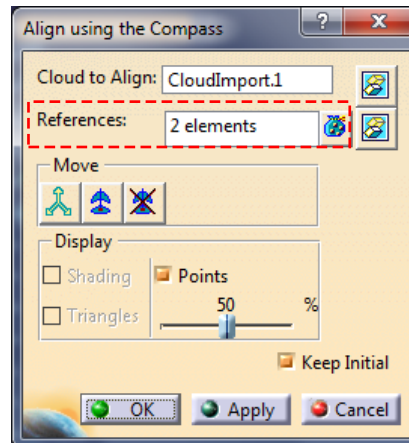 Align using the Compass ? X
Cloud to Align: CloudImport.1
References: 2 elements
Move
Display
Shading Points
50 %
Triangles
Keep Initial
OK Apply Cancel